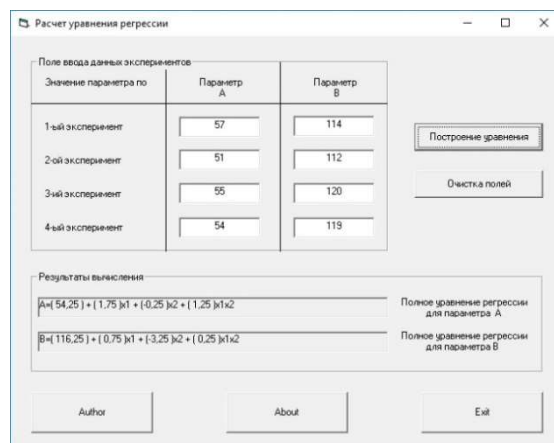 Расчет уравнения регрессии
Поле ввода данных экспериментов
Значение параметра по
Параметр A
Параметр B
1-ый эксперимент 57 114
2-ой эксперимент 51 112
3-ий эксперимент 55 120
4-ый эксперимент 54 119
Построение уравнения
Очистка полей
Результаты вычисления
A=( 54,25 ) + ( 1,75 )x1 + (-0,25 )x2 + ( 1,25 )x1x2
Полное уравнение регрессии
для параметра A
B=( 116,25 ) + ( 0,75 )x1 + (-3,25 )x2 + ( 0,25 )x1x2
Полное уравнение регрессии
для параметра B
Author
About
Exit